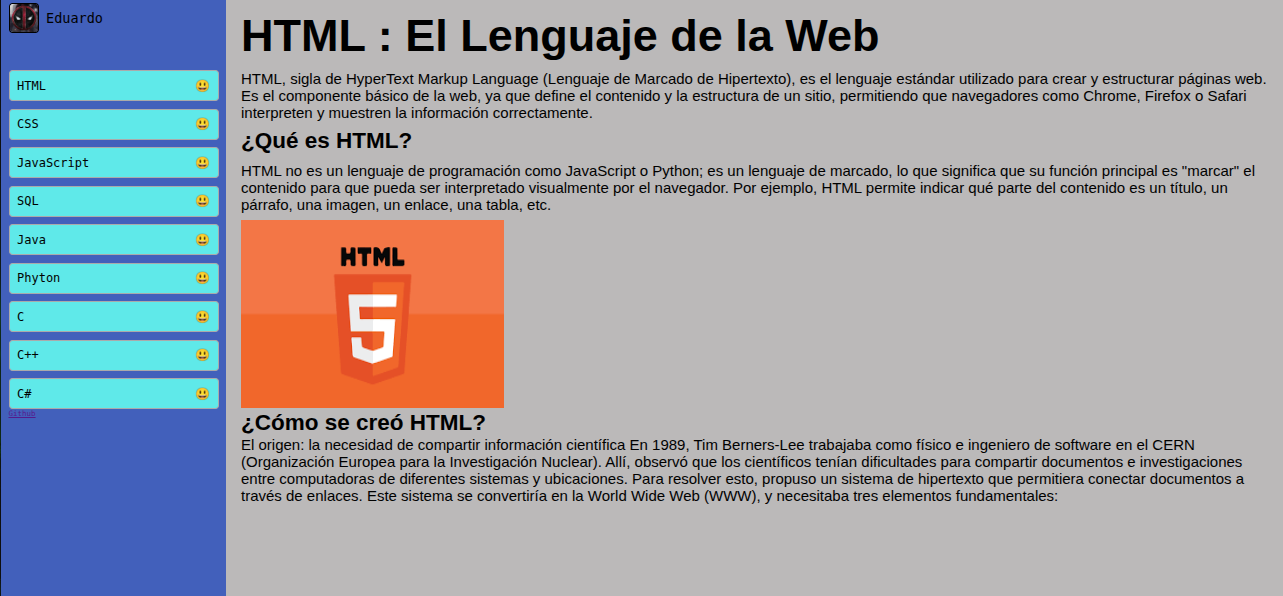 Eduardo
HTML 😃
CSS 😃
JavaScript 😃
SQL 😃
Java 😃
Phyton 😃
C 😃
C++ 😃
C# 😃
Github
HTML : El Lenguaje de la Web
HTML, sigla de HyperText Markup Language (Lenguaje de Marcado de Hipertexto), es el lenguaje estándar utilizado para crear y estructurar páginas web.
Es el componente básico de la web, ya que define el contenido y la estructura de un sitio, permitiendo que navegadores como Chrome, Firefox o Safari
interpreten y muestren la información correctamente.
¿Qué es HTML?
HTML no es un lenguaje de programación como JavaScript o Python; es un lenguaje de marcado, lo que significa que su función principal es "marcar" el
contenido para que pueda ser interpretado visualmente por el navegador. Por ejemplo, HTML permite indicar qué parte del contenido es un título, un
párrafo, una imagen, un enlace, una tabla, etc.
HTML
5
¿Cómo se creó HTML?
El origen: la necesidad de compartir información científica En 1989, Tim Berners-Lee trabajaba como físico e ingeniero de software en el CERN
(Organización Europea para la Investigación Nuclear). Allí, observó que los científicos tenían dificultades para compartir documentos e investigaciones
entre computadoras de diferentes sistemas y ubicaciones. Para resolver esto, propuso un sistema de hipertexto que permitiera conectar documentos a
través de enlaces. Este sistema se convertiría en la World Wide Web (WWW), y necesitaba tres elementos fundamentales: